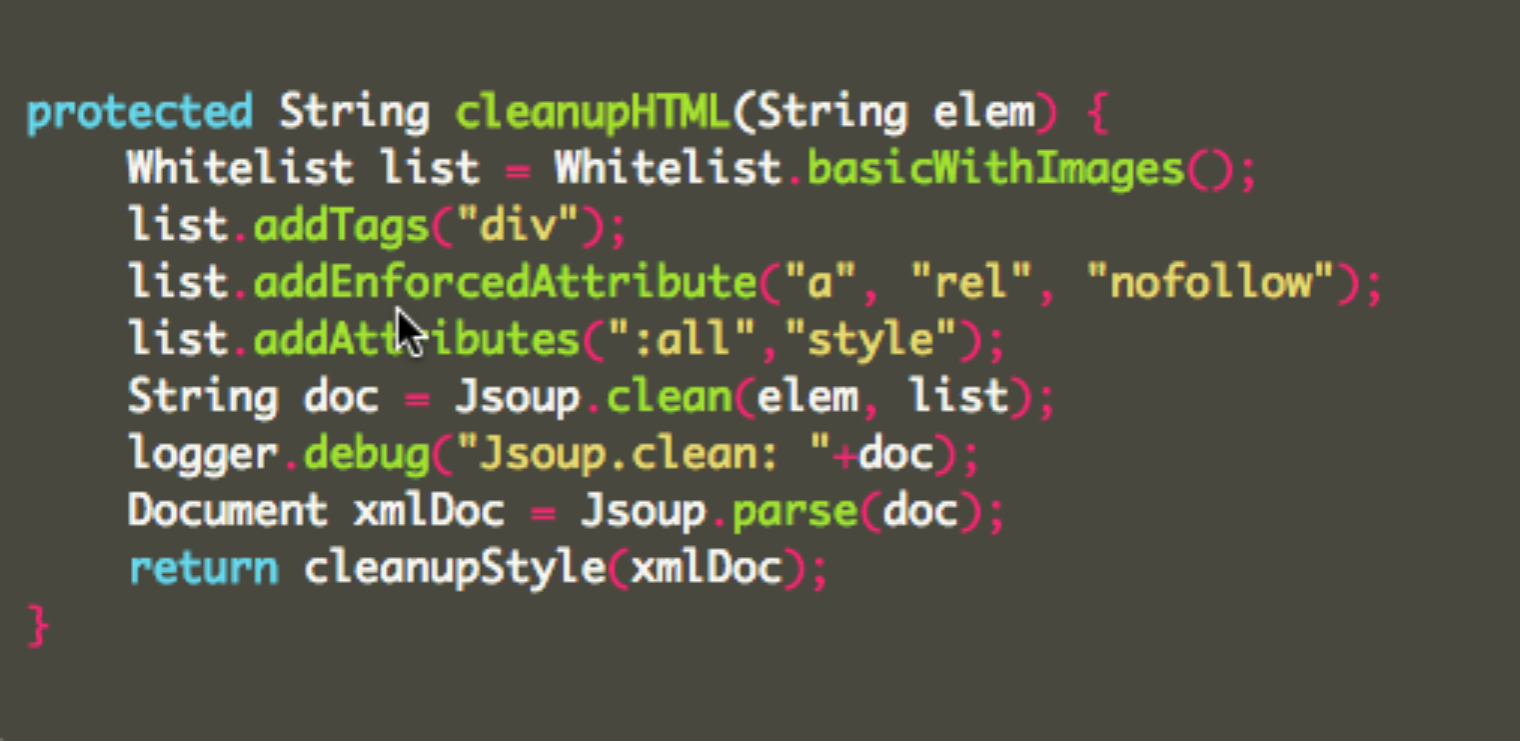 protected String cleanupHTML(String elem) {
    Whitelist list = Whitelist.basicWithImages();
    list.addTags("div");
    list.addEnforcedAttribute("a", "rel", "nofollow");
    list.addAttributes(":all","style");
    String doc = Jsoup.clean(elem, list);
    logger.debug("Jsoup.clean: "+doc);
    Document xmlDoc = Jsoup.parse(doc);
    return cleanupStyle(xmlDoc);
}